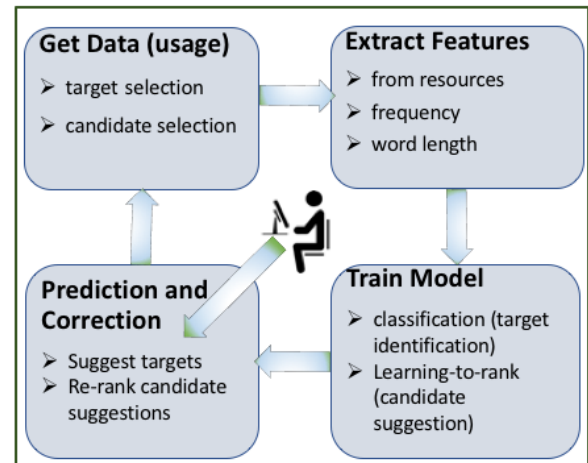 Get Data (usage)
➢ target selection
➢ candidate selection
Extract Features
➢ from resources
➢ frequency
➢ word length
Train Model
➢ classification (target
identification)
➢ Learning-to-rank
(candidate
suggestion)
Prediction and
Correction
➢ Suggest targets
➢ Re-rank candidate
suggestions